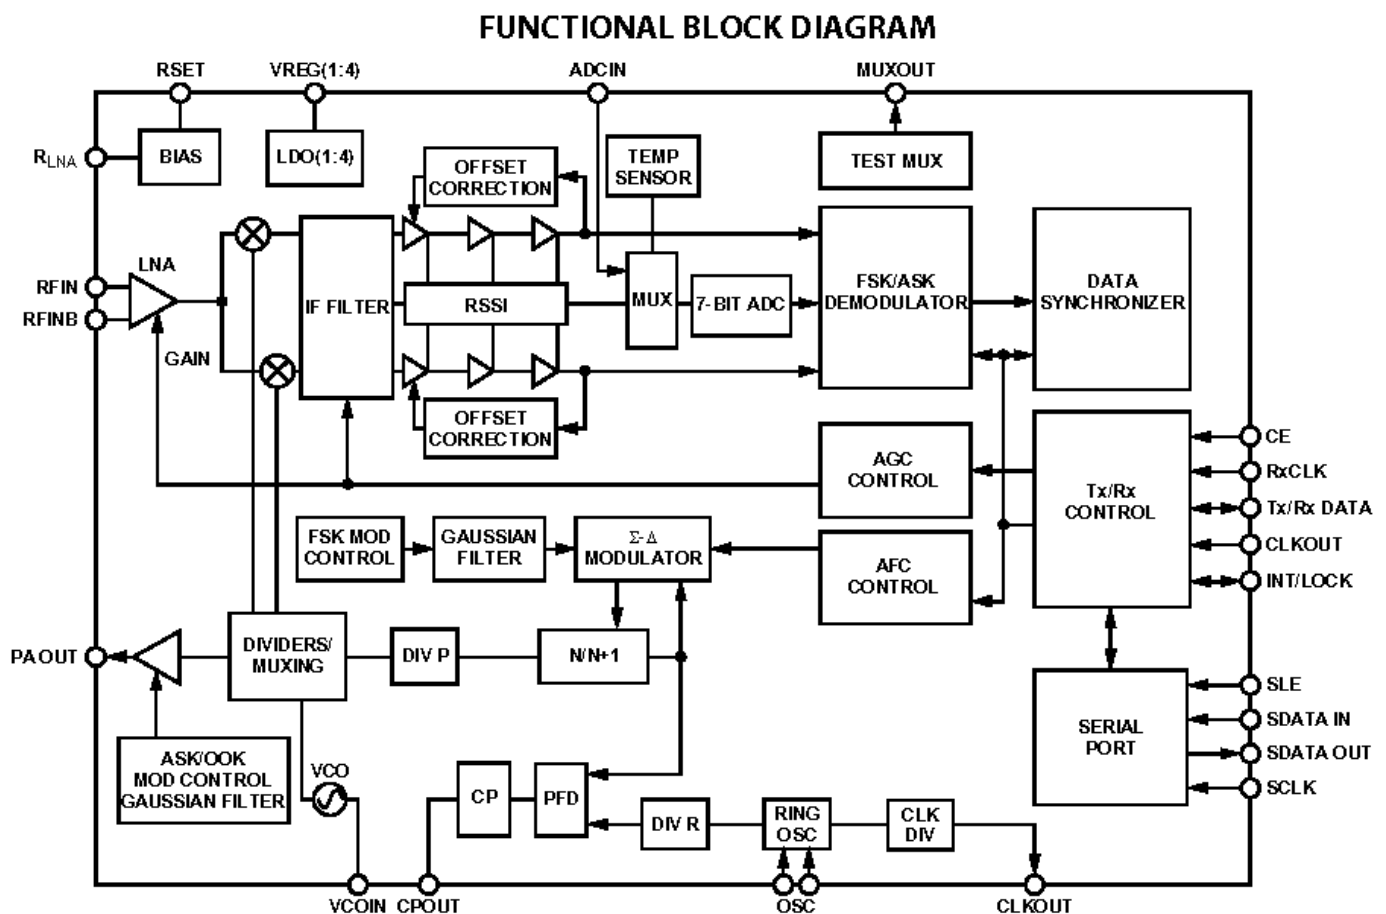 FUNCTIONAL BLOCK DIAGRAM
RSET
VREG(1:4)
ADCIN
MUXOUT
RLNA
BIAS
LDO(1:4)
OFFSET
CORRECTION
TEMP
SENSOR
TEST MUX
LNA
RFIN
RFINB
GAIN
IF FILTER
RSSI
MUX
7-BIT ADC
FSK/ASK
DEMODULATOR
DATA
SYNCHRONIZER
OFFSET
CORRECTION
AGC
CONTROL
Tx/Rx
CONTROL
CE
RxCLK
Tx/Rx DATA
CLKOUT
INT/LOCK
FSK MOD
CONTROL
GAUSSIAN
FILTER
Σ-Δ
MODULATOR
AFC
CONTROL
PAOUT
DIVIDERS/
MUXING
DIV P
N/N+1
SERIAL
PORT
SLE
SDATA IN
SDATA OUT
SCLK
ASK/OOK
MOD CONTROL
GAUSSIAN FILTER
VCO
CP
PFD
DIV R
RING
OSC
CLK
DIV
VCOIN
CPOUT
OSC
CLKOUT